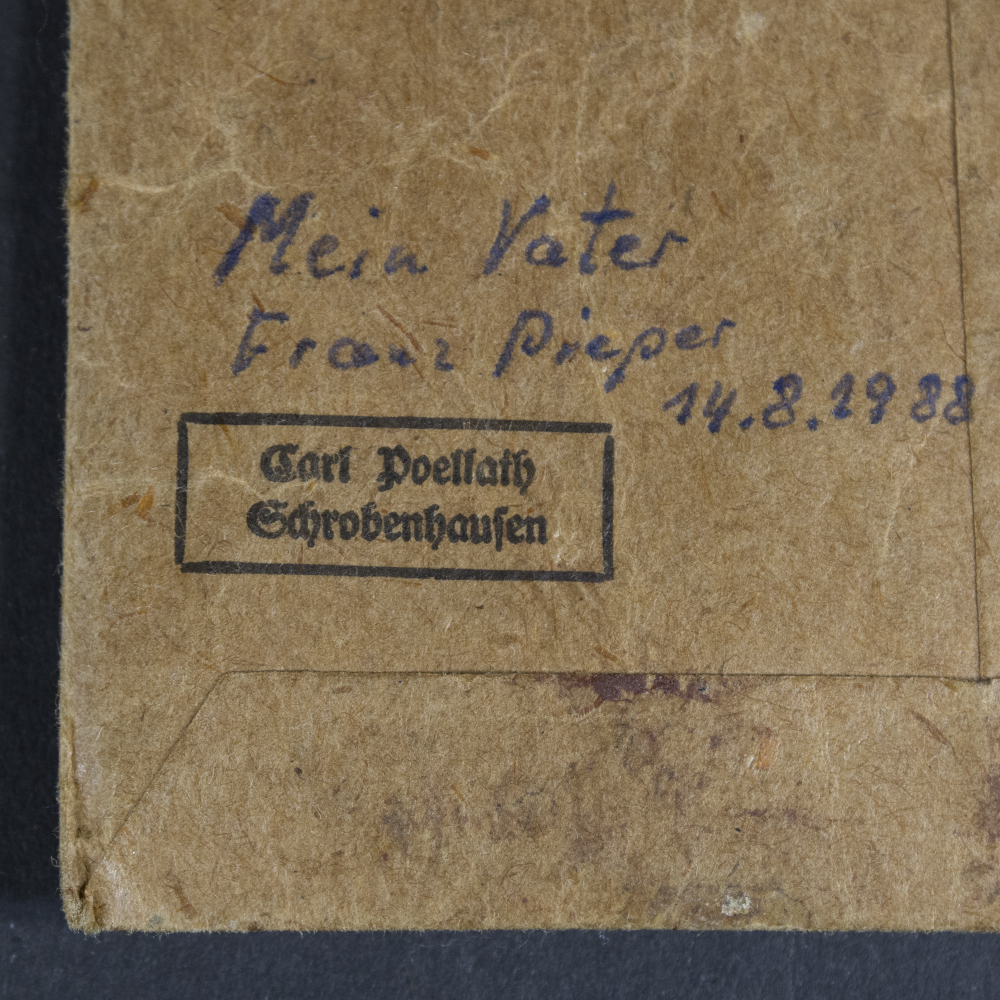 Mein Vater
Franz Pieper
14.8.1988
Carl Poellath
Schrobenhausen